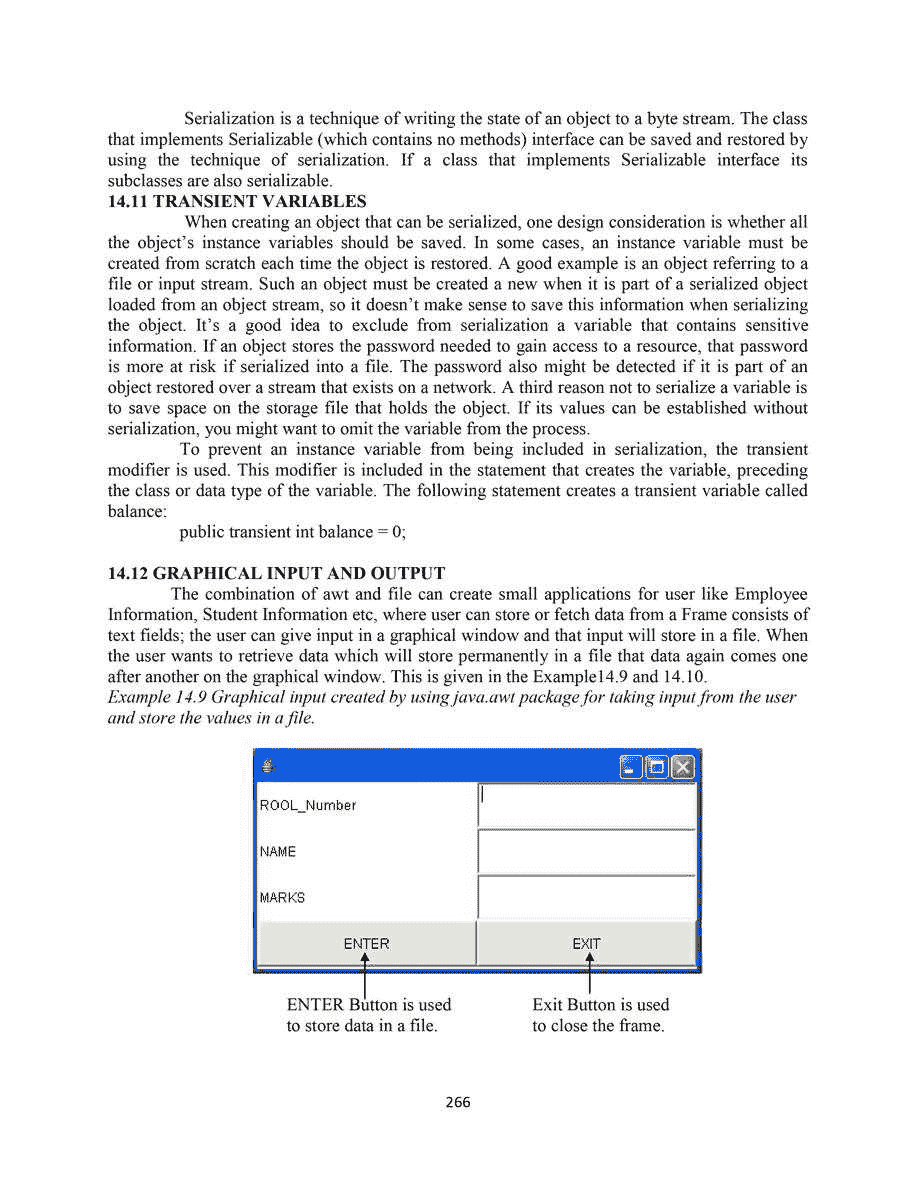 Serialization is a technique of writing the state of an object to a byte stream. The class
that implements Serializable (which contains no methods) interface can be saved and restored by
using the technique of serialization. If a class that implements Serializable interface its
subclasses are also serializable.
14.11 TRANSIENT VARIABLES
When creating an object that can be serialized, one design consideration is whether all
the object’s instance variables should be saved. In some cases, an instance variable must be
created from scratch each time the object is restored. A good example is an object referring to a
file or input stream. Such an object must be created a new when it is part of a serialized object
loaded from an object stream, so it doesn’t make sense to save this information when serializing
the object. It’s a good idea to exclude from serialization a variable that contains sensitive
information. If an object stores the password needed to gain access to a resource, that password
is more at risk if serialized into a file. The password also might be detected if it is part of an
object restored over a stream that exists on a network. A third reason not to serialize a variable is
to save space on the storage file that holds the object. If its values can be established without
serialization, you might want to omit the variable from the process.
To prevent an instance variable from being included in serialization, the transient
modifier is used. This modifier is included in the statement that creates the variable, preceding
the class or data type of the variable. The following statement creates a transient variable called
balance:
public transient int balance = 0;
14.12 GRAPHICAL INPUT AND OUTPUT
The combination of awt and file can create small applications for user like Employee
Information, Student Information etc, where user can store or fetch data from a Frame consists of
text fields; the user can give input in a graphical window and that input will store in a file. When
the user wants to retrieve data which will store permanently in a file that data again comes one
after another on the graphical window. This is given in the Example14.9 and 14.10.
Example 14.9 Graphical input created by using java.awt package for taking input from the user
and store the values in a file.
ROOL_Number
NAME
MARKS
ENTER EXIT
ENTER Button is used
to store data in a file.
Exit Button is used
to close the frame.
266